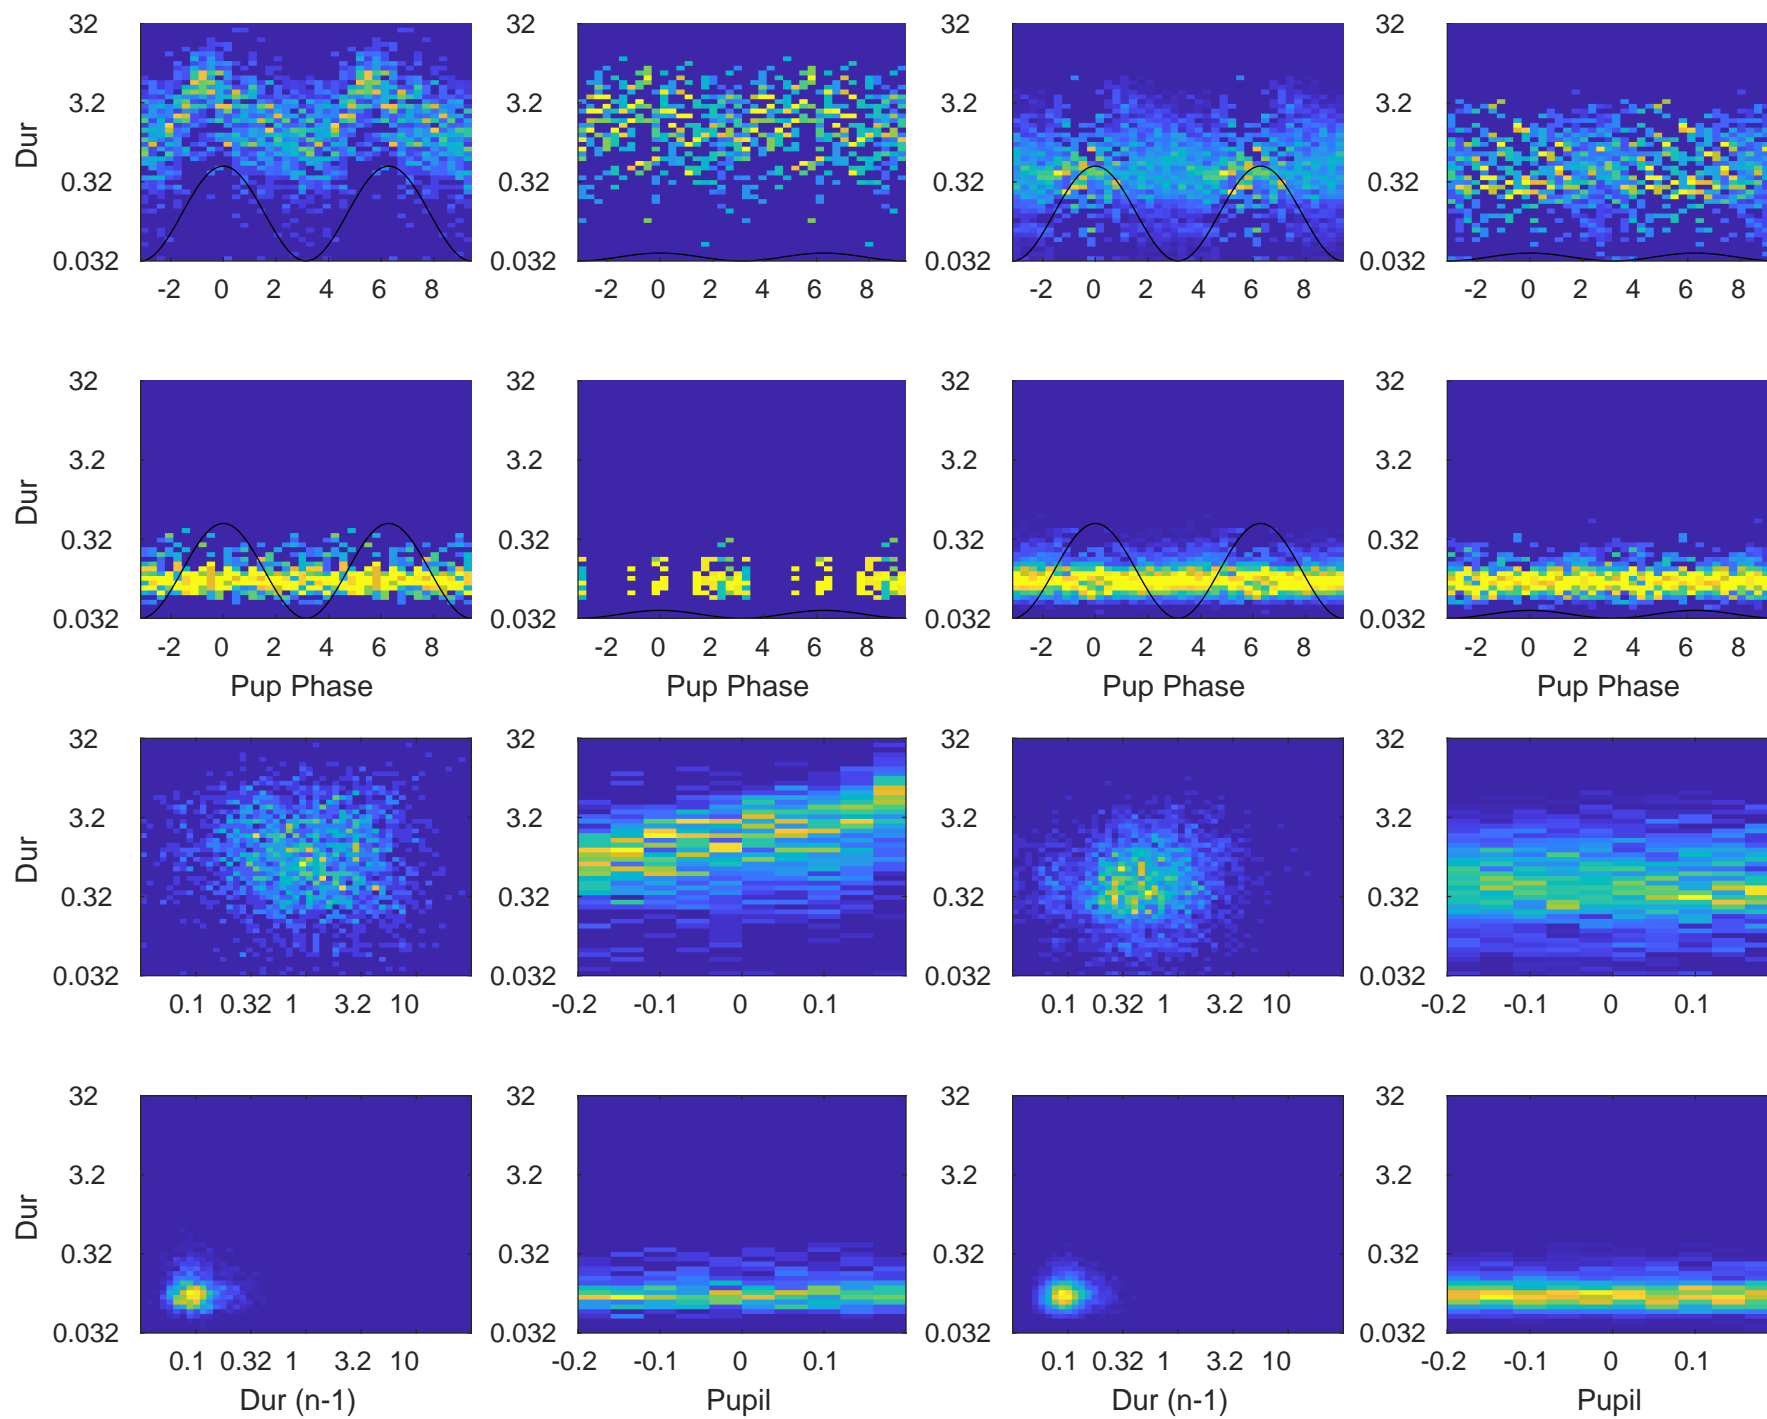 32 32 32 32
3.2 3.2 3.2 3.2
Dur
0.32 0.32 0.32 0.32
0.032 0.032 0.032 0.032
-2 0 2 4 6 8 -2 0 2 4 6 8 -2 0 2 4 6 8 -2 0 2 4 6 8
32 32 32 32
3.2 3.2 3.2 3.2
Dur
0.32 0.32 0.32 0.32
0.032 0.032 0.032 0.032
-2 0 2 4 6 8 -2 0 2 4 6 8 -2 0 2 4 6 8 -2 0 2 4 6 8
Pup Phase Pup Phase Pup Phase Pup Phase
32 32 32 32
3.2 3.2 3.2 3.2
Dur
0.32 0.32 0.32 0.32
0.032 0.032 0.032 0.032
0.1 0.32 1 3.2 10 -0.2 -0.1 0 0.1 0.1 0.32 1 3.2 10 -0.2 -0.1 0 0.1
32 32 32 32
3.2 3.2 3.2 3.2
Dur
0.32 0.32 0.32 0.32
0.032 0.032 0.032 0.032
0.1 0.32 1 3.2 10 -0.2 -0.1 0 0.1 0.1 0.32 1 3.2 10 -0.2 -0.1 0 0.1
Dur (n-1) Pupil Dur (n-1) Pupil